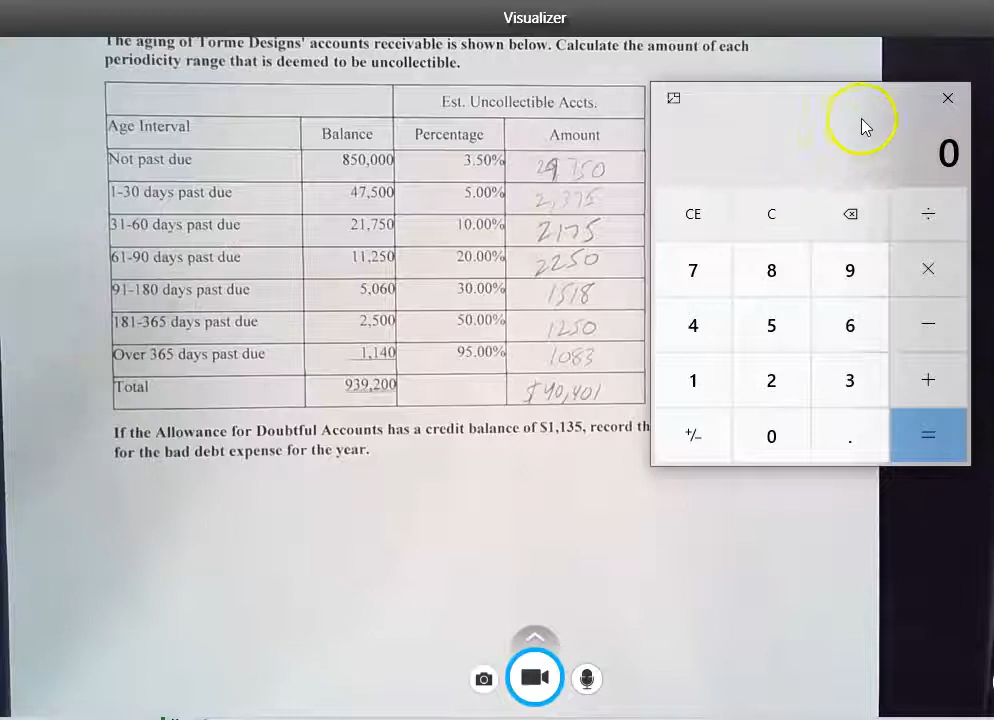 Visualizer
The aging of Torme Designs' accounts receivable is shown below. Calculate the amount of each
periodicity range that is deemed to be uncollectible.
Est. Uncollectible Accts.
Age Interval Balance Percentage Amount
Not past due 850,000 3.50% 29750
1-30 days past due 47,500 5.00% 2,375
31-60 days past due 21,750 10.00% 2175
61-90 days past due 11,250 20.00% 2250
91-180 days past due 5,060 30.00% 1518
181-365 days past due 2,500 50.00% 1250
Over 365 days past due 1,140 95.00% 1083
Total 939,200 $40,401
If the Allowance for Doubtful Accounts has a credit balance of $1,135, record th
for the bad debt expense for the year.
0
CE C ÷
7 8 9 ×
4 5 6 −
1 2 3 +
+/− 0 . =